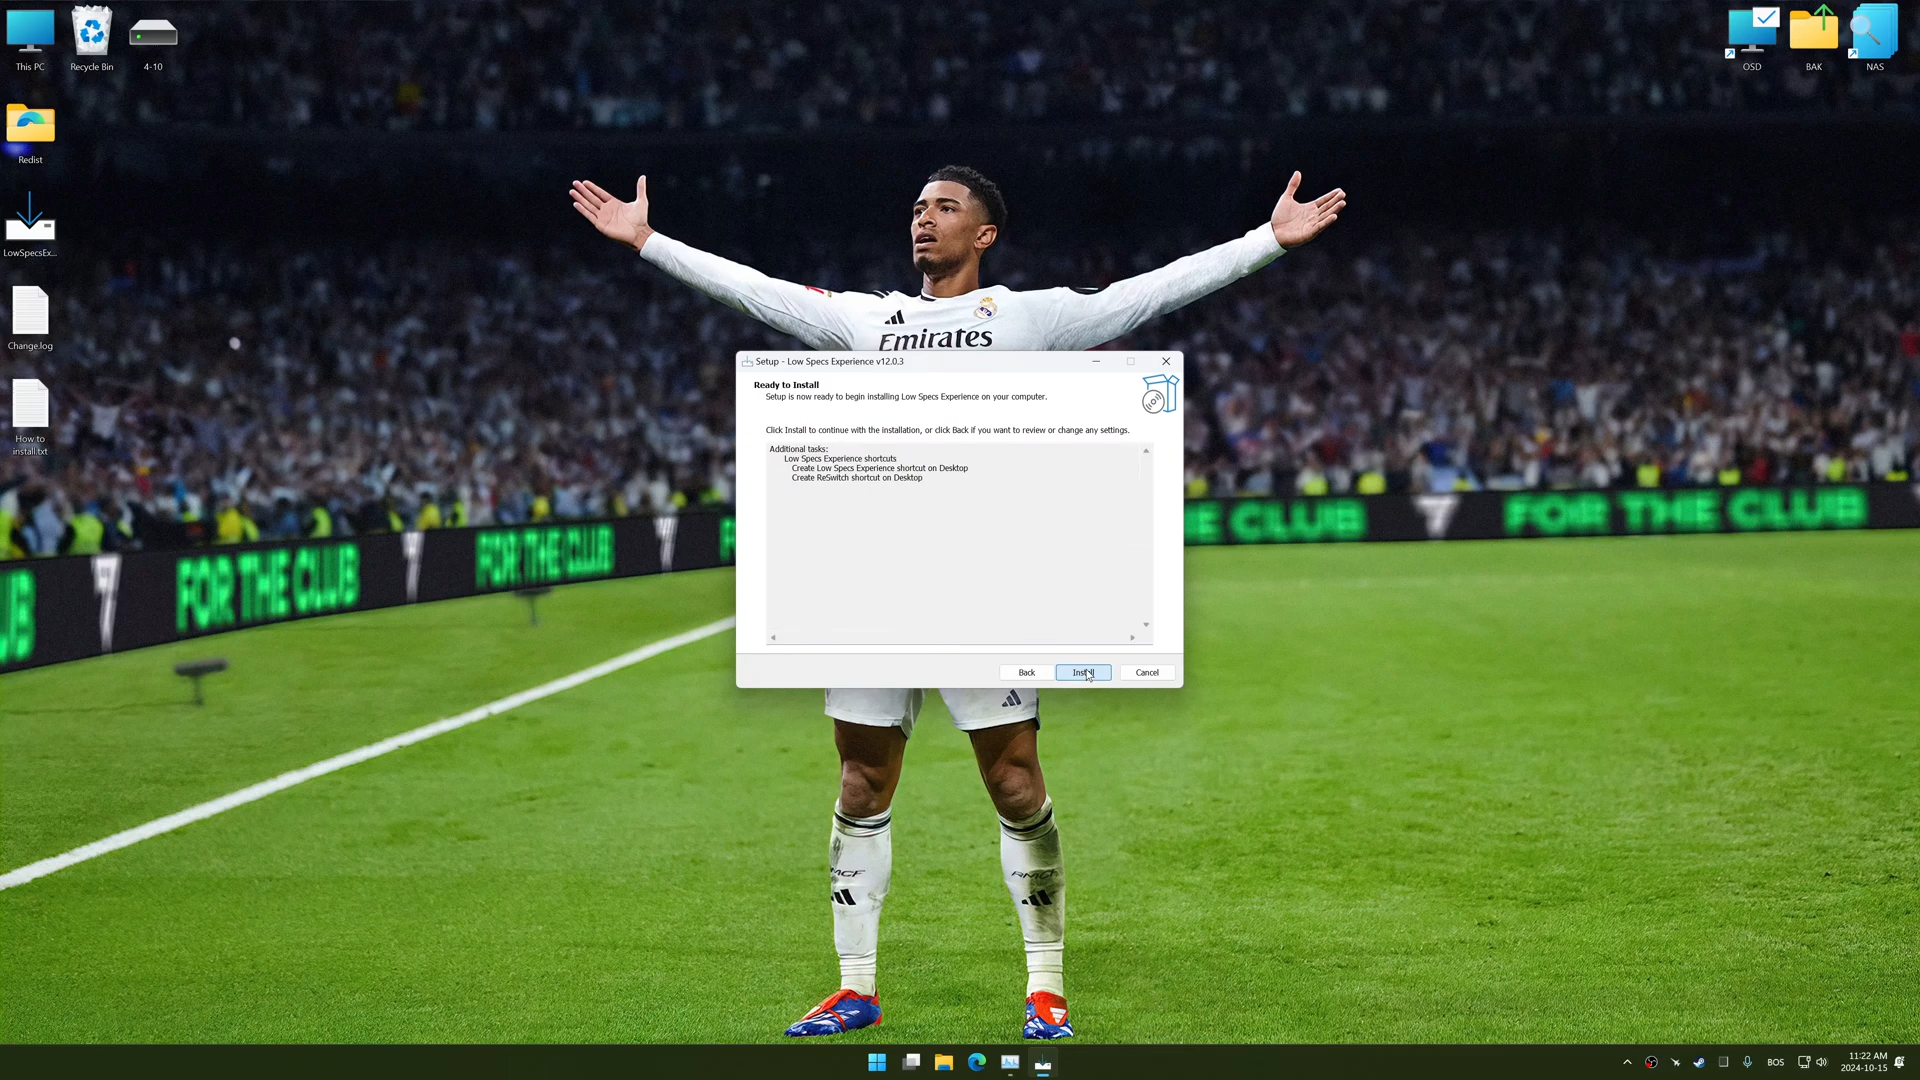 This PC
Recycle Bin
4-10
OSD
BAK
NAS
Redist
LowSpecsEx...
Change.log
How to
install.txt
Emirates
Setup - Low Specs Experience v12.0.3
Ready to Install
Setup is now ready to begin installing Low Specs Experience on your computer.
Click Install to continue with the installation, or click Back if you want to review or change any settings.
Additional tasks:
Low Specs Experience shortcuts
Create Low Specs Experience shortcut on Desktop
Create ReSwitch shortcut on Desktop
Back
Install
Cancel
UB
FOR THE CLUB
FOR THE CLUB
E CLUB
FOR THE CLUB
RMCF
RMCF
BOS
11:22 AM
2024-10-15